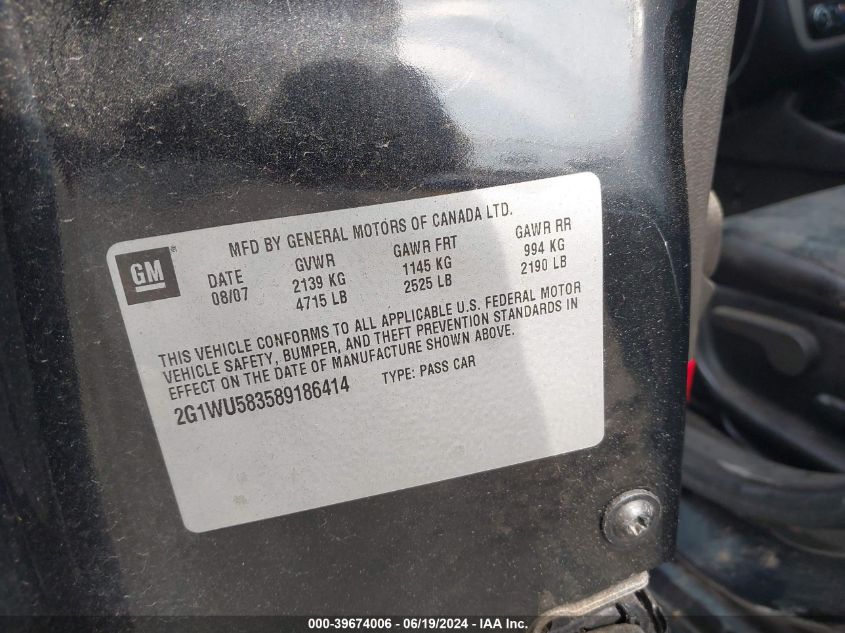 MFD BY GENERAL MOTORS OF CANADA LTD.
GM®
DATE GVWR GAWR FRT GAWR RR
08/07 2139 KG 1145 KG 994 KG
4715 LB 2525 LB 2190 LB
THIS VEHICLE CONFORMS TO ALL APPLICABLE U.S. FEDERAL MOTOR
VEHICLE SAFETY, BUMPER, AND THEFT PREVENTION STANDARDS IN
EFFECT ON THE DATE OF MANUFACTURE SHOWN ABOVE.
2G1WU583589186414 TYPE: PASS CAR
000-39674006 - 06/19/2024 - IAA Inc.